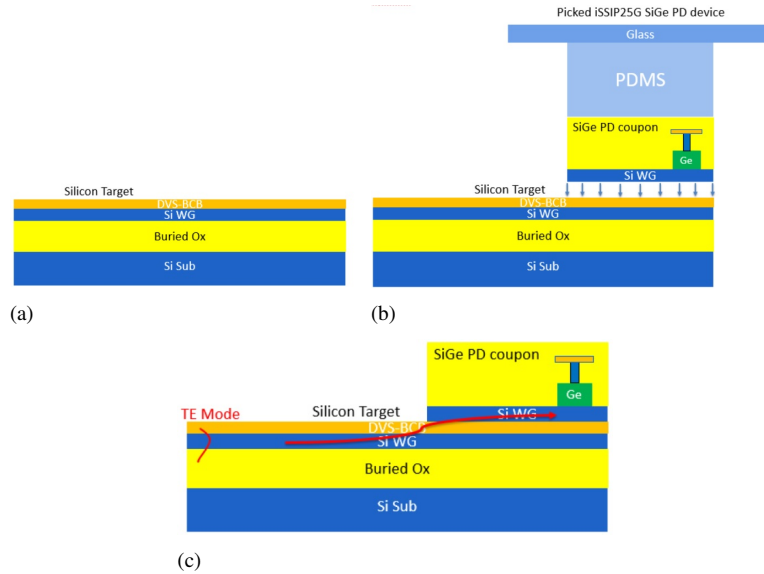 Picked iSSIP25G SiGe PD device
Glass
PDMS
SiGe PD coupon
Ge
Si WG
Silicon Target
DVS-BCB
Si WG
Buried Ox
Si Sub
(a)
Silicon Target
DVS-BCB
Si WG
Buried Ox
Si Sub
(b)
SiGe PD coupon
Ge
TE Mode
Silicon Target
Si WG
DVS-BCB
Si WG
Buried Ox
Si Sub
(c)